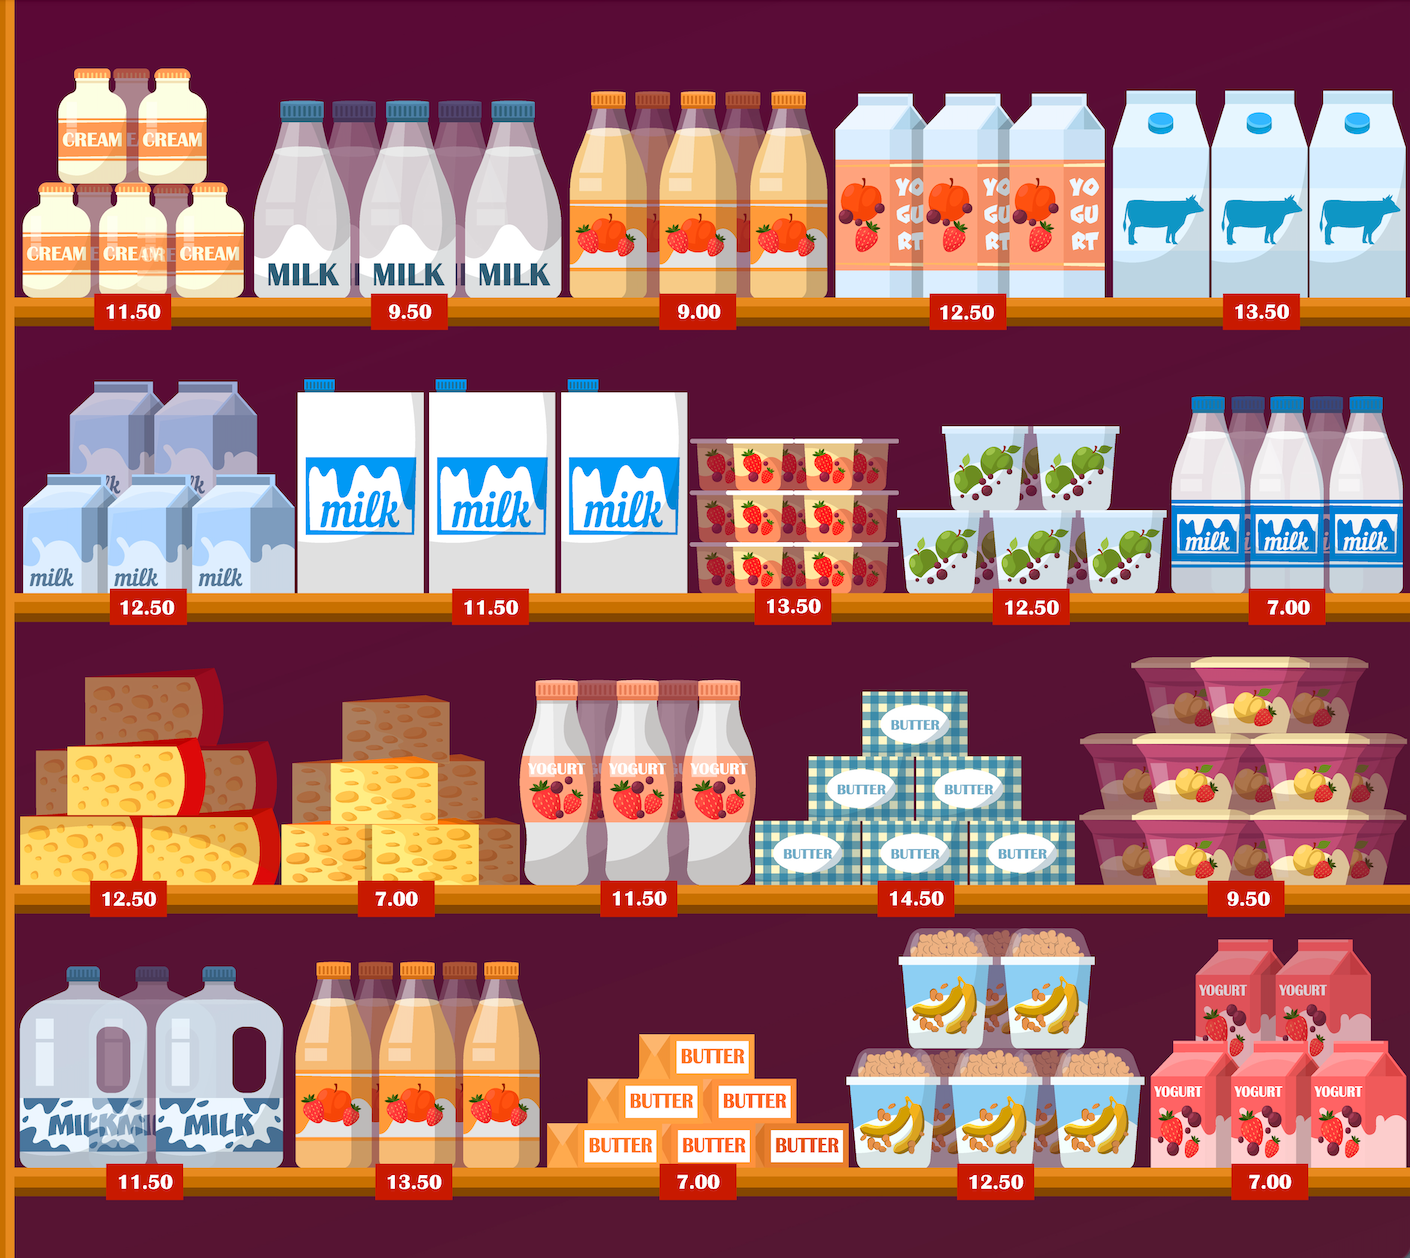 CREAM CREAM
CREAM CREAM CREAM
MILK MILK MILK
YO
GU
RT
YO
GU
RT
YO
GU
RT
11.50 9.50 9.00 12.50 13.50
milk milk milk
milk milk milk
milk milk milk
12.50 11.50 13.50 12.50 7.00
YOGURT YOGURT YOGURT
BUTTER
BUTTER BUTTER
BUTTER BUTTER BUTTER
12.50 7.00 11.50 14.50 9.50
MILK MILK
BUTTER
BUTTER BUTTER
BUTTER BUTTER BUTTER
YOGURT YOGURT
YOGURT YOGURT YOGURT
11.50 13.50 7.00 12.50 7.00